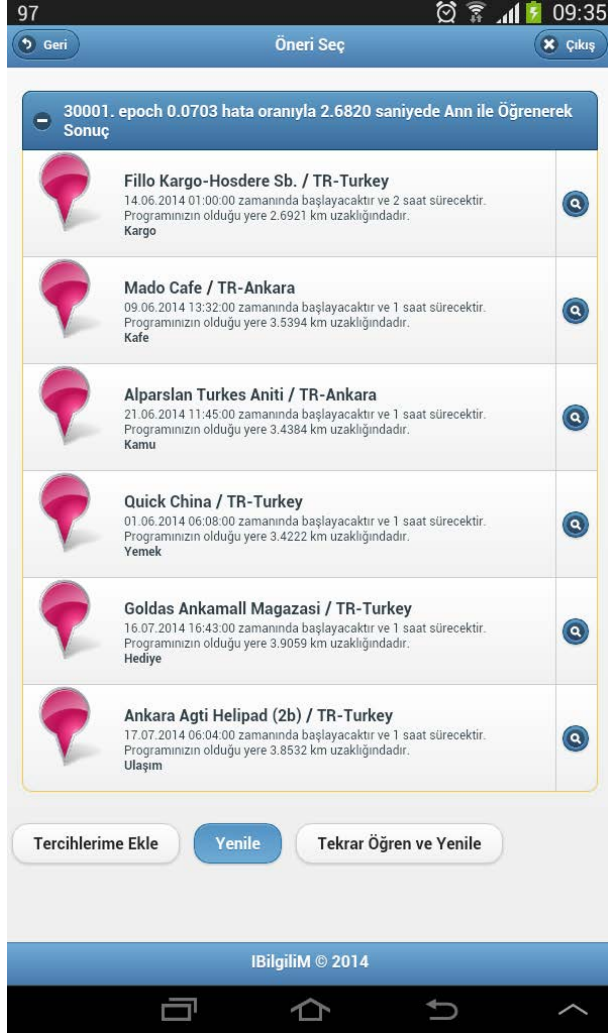 97
09:35
Geri
Öneri Seç
Çıkış
30001. epoch 0.0703 hata oranıyla 2.6820 saniyede Ann ile Öğrenerek
Sonuç
Fillo Kargo-Hosdere Sb. / TR-Turkey
14.06.2014 01:00:00 zamanında başlayacaktır ve 2 saat sürecektir.
Programınızın olduğu yere 2.6921 km uzaklığındadır.
Kargo
Mado Cafe / TR-Ankara
09.06.2014 13:32:00 zamanında başlayacaktır ve 1 saat sürecektir.
Programınızın olduğu yere 3.5394 km uzaklığındadır.
Kafe
Alparslan Turkes Aniti / TR-Ankara
21.06.2014 11:45:00 zamanında başlayacaktır ve 1 saat sürecektir.
Programınızın olduğu yere 3.4384 km uzaklığındadır.
Kamu
Quick China / TR-Turkey
01.06.2014 06:08:00 zamanında başlayacaktır ve 1 saat sürecektir.
Programınızın olduğu yere 3.4222 km uzaklığındadır.
Yemek
Goldas Ankamall Magazasi / TR-Turkey
16.07.2014 16:43:00 zamanında başlayacaktır ve 1 saat sürecektir.
Programınızın olduğu yere 3.9059 km uzaklığındadır.
Hediye
Ankara Agti Helipad (2b) / TR-Turkey
17.07.2014 06:04:00 zamanında başlayacaktır ve 1 saat sürecektir.
Programınızın olduğu yere 3.8532 km uzaklığındadır.
Ulaşım
Tercihlerime Ekle
Yenile
Tekrar Öğren ve Yenile
IBilgiliM © 2014